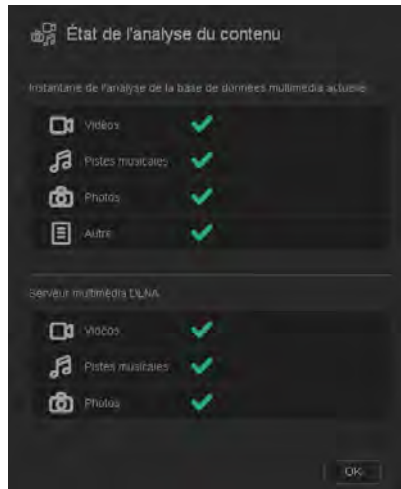 État de l'analyse du contenu
Instantané de l'analyse de la base de données multimédia actuelle
Vidéos
Pistes musicales
Photos
Autre
Serveur multimédia DLNA
Vidéos
Pistes musicales
Photos
OK